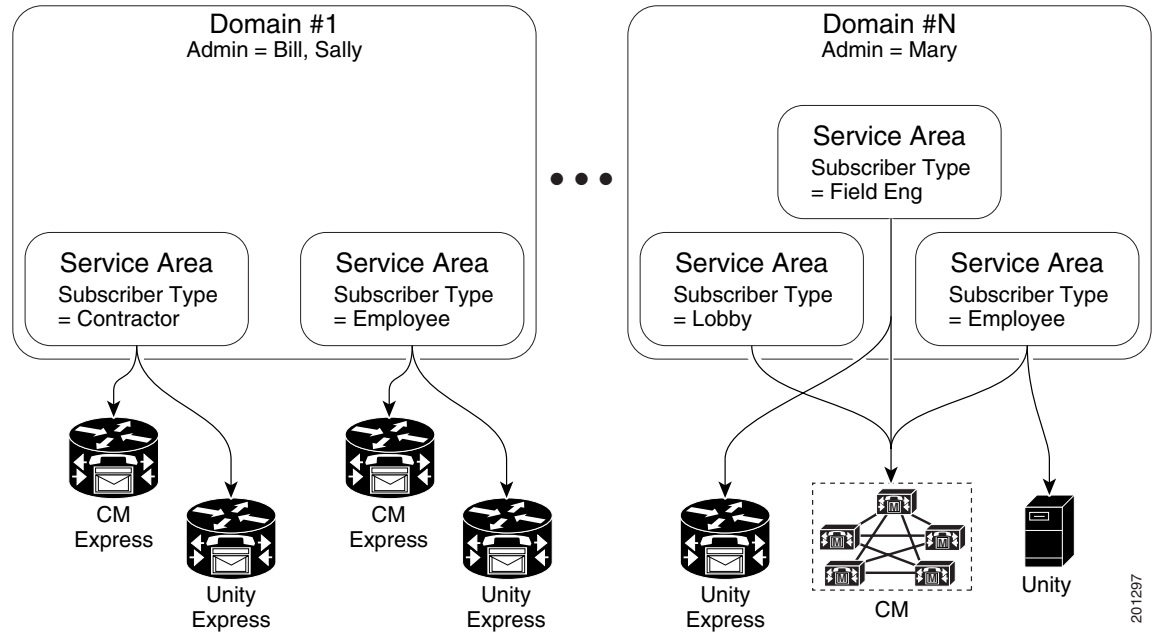 Domain #1
Admin = Bill, Sally
Service Area
Subscriber Type
= Contractor
Service Area
Subscriber Type
= Employee
CM
Express
Unity
Express
CM
Express
Unity
Express
Domain #N
Admin = Mary
Service Area
Subscriber Type
= Field Eng
Service Area
Subscriber Type
= Lobby
Service Area
Subscriber Type
= Employee
Unity
Express
M
M
M
M
M
CM
Unity
201297